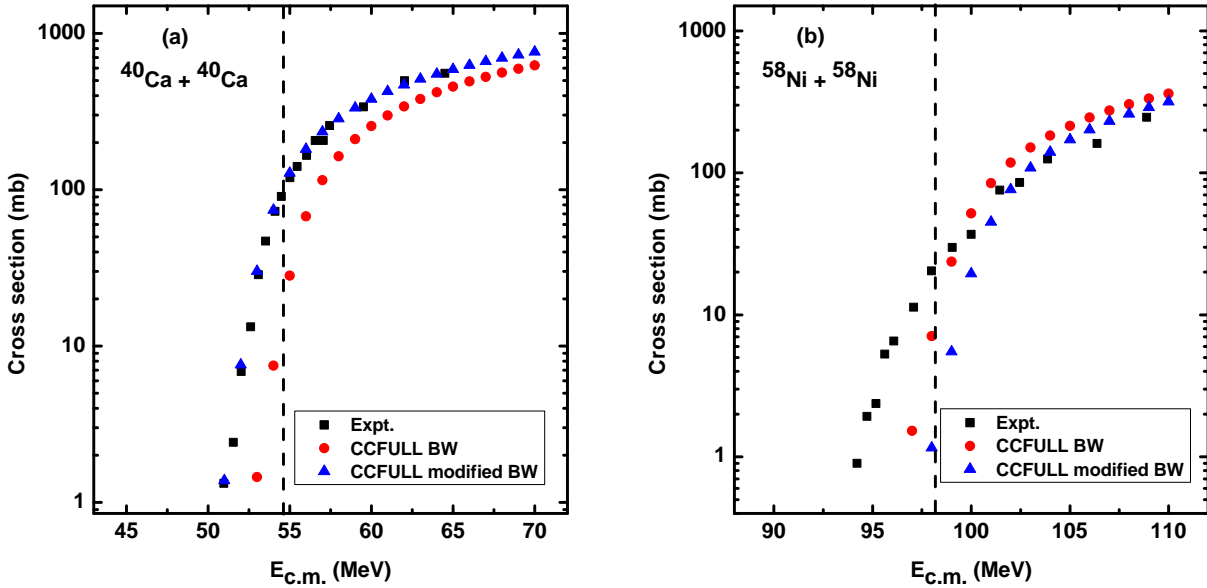 (a)
⁴⁰Ca + ⁴⁰Ca
1000
100
10
1
Cross section (mb)
Expt.
CCFULL BW
CCFULL modified BW
45 50 55 60 65 70
E_c.m. (MeV)
(b)
⁵⁸Ni + ⁵⁸Ni
1000
100
10
1
Cross section (mb)
Expt.
CCFULL BW
CCFULL modified BW
90 95 100 105 110
E_c.m. (MeV)